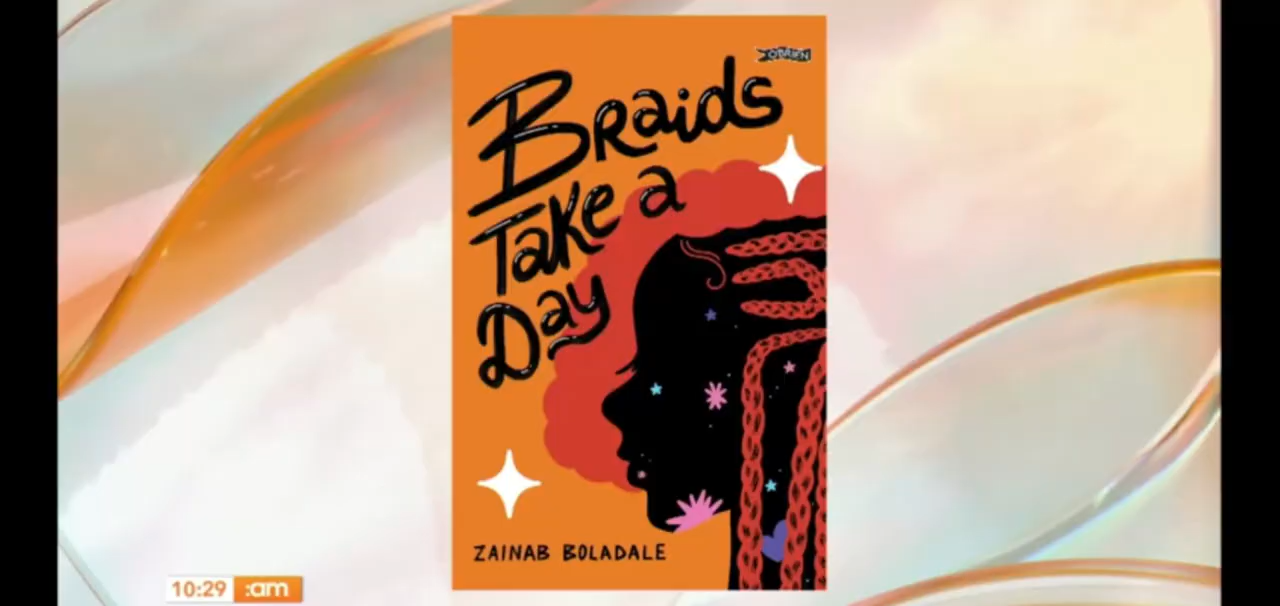 O'BRIEN
Braids
Take a
Day
ZAINAB BOLADALE
10:29 :am